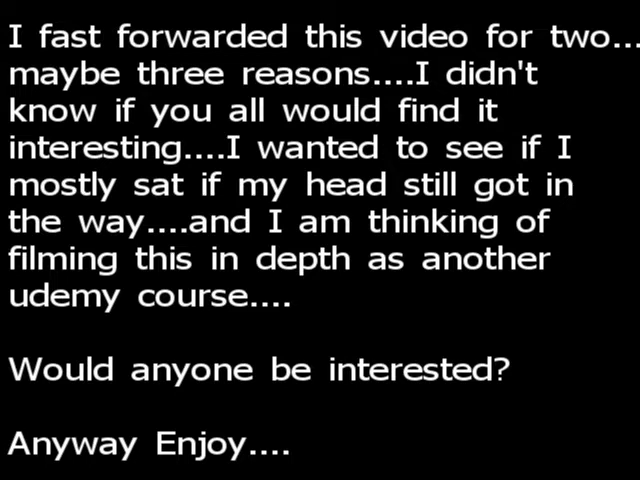 I fast forwarded this video for two...
maybe three reasons....I didn't
know if you all would find it
interesting....I wanted to see if I
mostly sat if my head still got in
the way....and I am thinking of
filming this in depth as another
udemy course....
Would anyone be interested?
Anyway Enjoy....